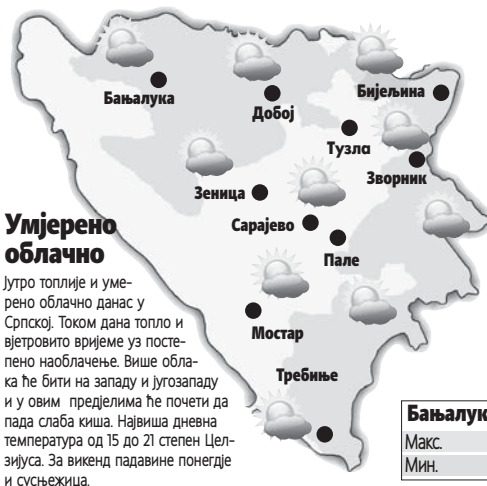 Бањалука
Добој
Бијељина
Тузла
Зворник
Зеница
Сарајево
Пале
Мостар
Требиње
Умјерено
облачно
Јутро топлије и уме-
рено облачно данас у
Српској. Током дана топло и
вјетровито вријеме уз посте-
пено наоблачење. Више обла-
ка ће бити на западу и југозападу
и у овим предјелима ће почети да
пада слаба киша. Највиша дневна
температура од 15 до 21 степен Цел-
зијуса. За викенд падавине понегдје
и сусњежица.
Бањалук
Макс.
Мин.